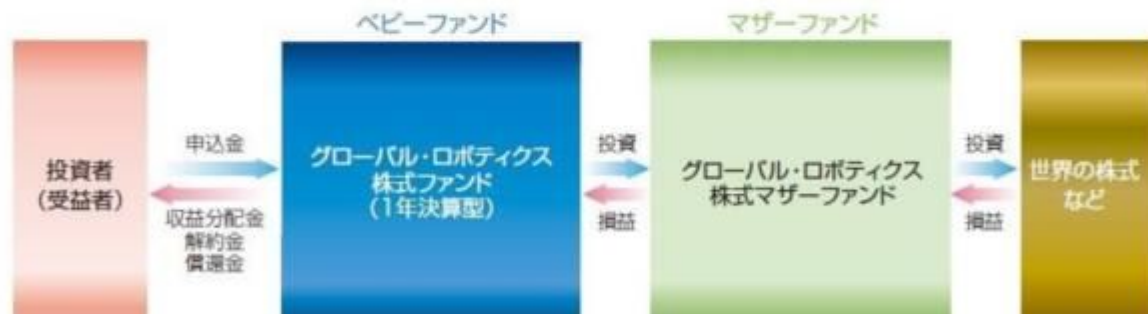 ベビーファンド
マザーファンド
投資者
(受益者)
申込金
収益分配金
解約金
償還金
グローバル・ロボティクス
株式ファンド
(1年決算型)
投資
損益
グローバル・ロボティクス
株式マザーファンド
投資
損益
世界の株式
など